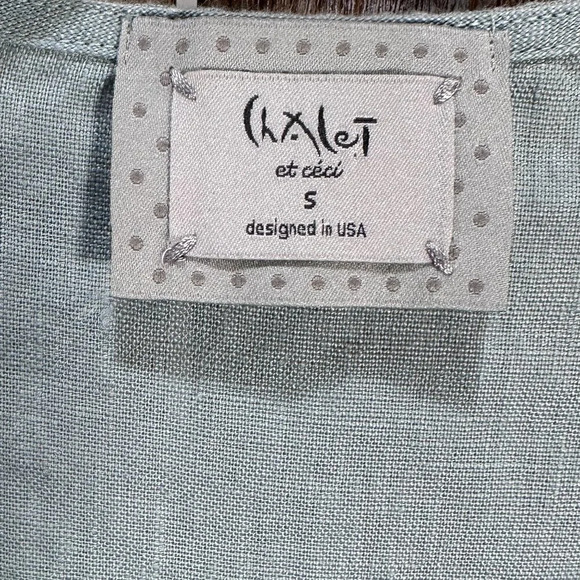 Chalet
et céci
S
designed in USA